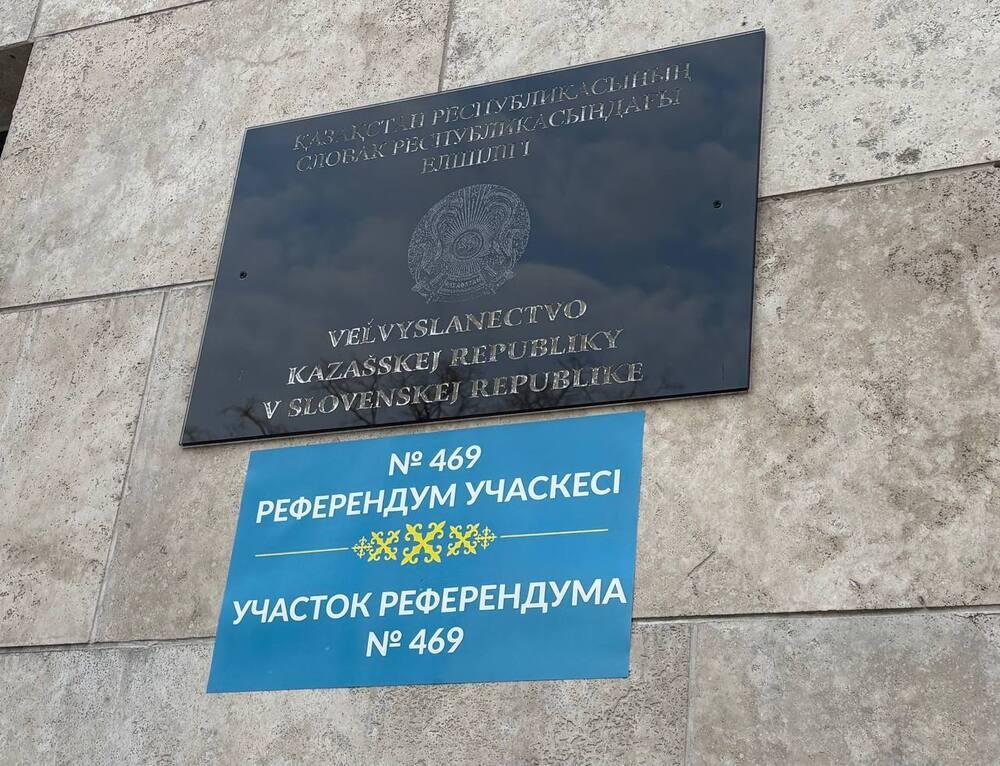 ҚАЗАҚСТАН РЕСПУБЛИКАСЫНЫҢ
СЛОВАК РЕСПУБЛИКАСЫНДАҒЫ
ЕЛШІЛІГІ
VEĽVYSLANECTVO
KAZAŠSKEJ REPUBLIKY
V SLOVENSKEJ REPUBLIKE
№ 469
РЕФЕРЕНДУМ УЧАСКЕСІ
УЧАСТОК РЕФЕРЕНДУМА
№ 469